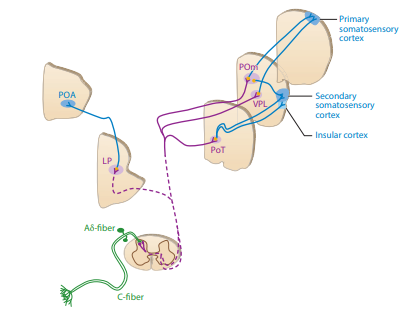 Primary
somatosensory
cortex
POm
POA
VPL
Secondary
somatosensory
cortex
Insular cortex
PoT
LP
Aδ-fiber
C-fiber